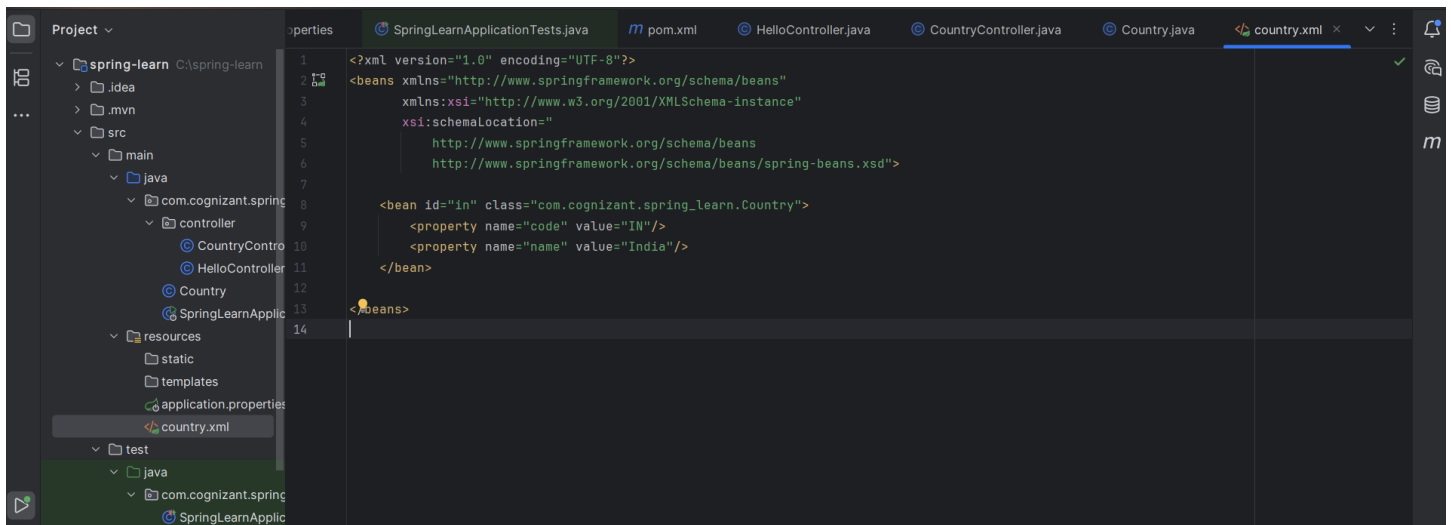 Project
operties
SpringLearnApplicationTests.java
m pom.xml
HelloController.java
CountryController.java
Country.java
country.xml
spring-learn C:\spring-learn
.idea
.mvn
src
main
java
com.cognizant.spring
controller
CountryContro
HelloController
Country
SpringLearnApplic
resources
static
templates
application.properties
country.xml
test
java
com.cognizant.spring
SpringLearnApplic
1 <?xml version="1.0" encoding="UTF-8"?>
2 <beans xmlns="http://www.springframework.org/schema/beans"
3 xmlns:xsi="http://www.w3.org/2001/XMLSchema-instance"
4 xsi:schemaLocation="
5 http://www.springframework.org/schema/beans
6 http://www.springframework.org/schema/beans/spring-beans.xsd">
7
8 <bean id="in" class="com.cognizant.spring_learn.Country">
9 <property name="code" value="IN"/>
10 <property name="name" value="India"/>
11 </bean>
12
13 </beans>
14
m